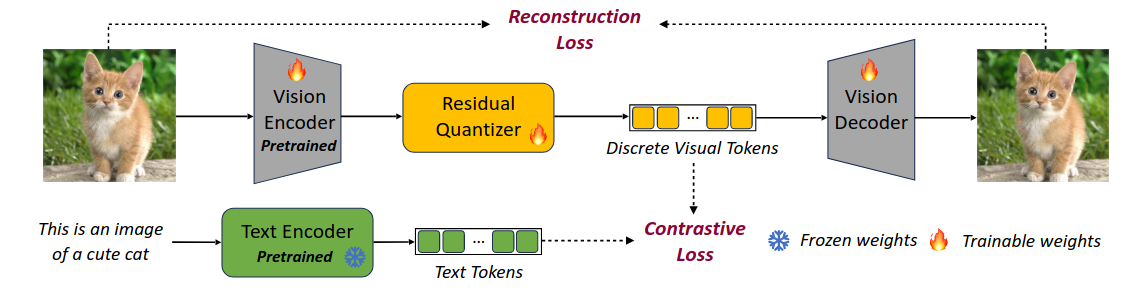 Reconstruction
Loss
Vision
Encoder
Pretrained
Residual
Quantizer
...
Discrete Visual Tokens
Vision
Decoder
This is an image
of a cute cat
Text Encoder
Pretrained
...
Text Tokens
Contrastive
Loss
Frozen weights
Trainable weights